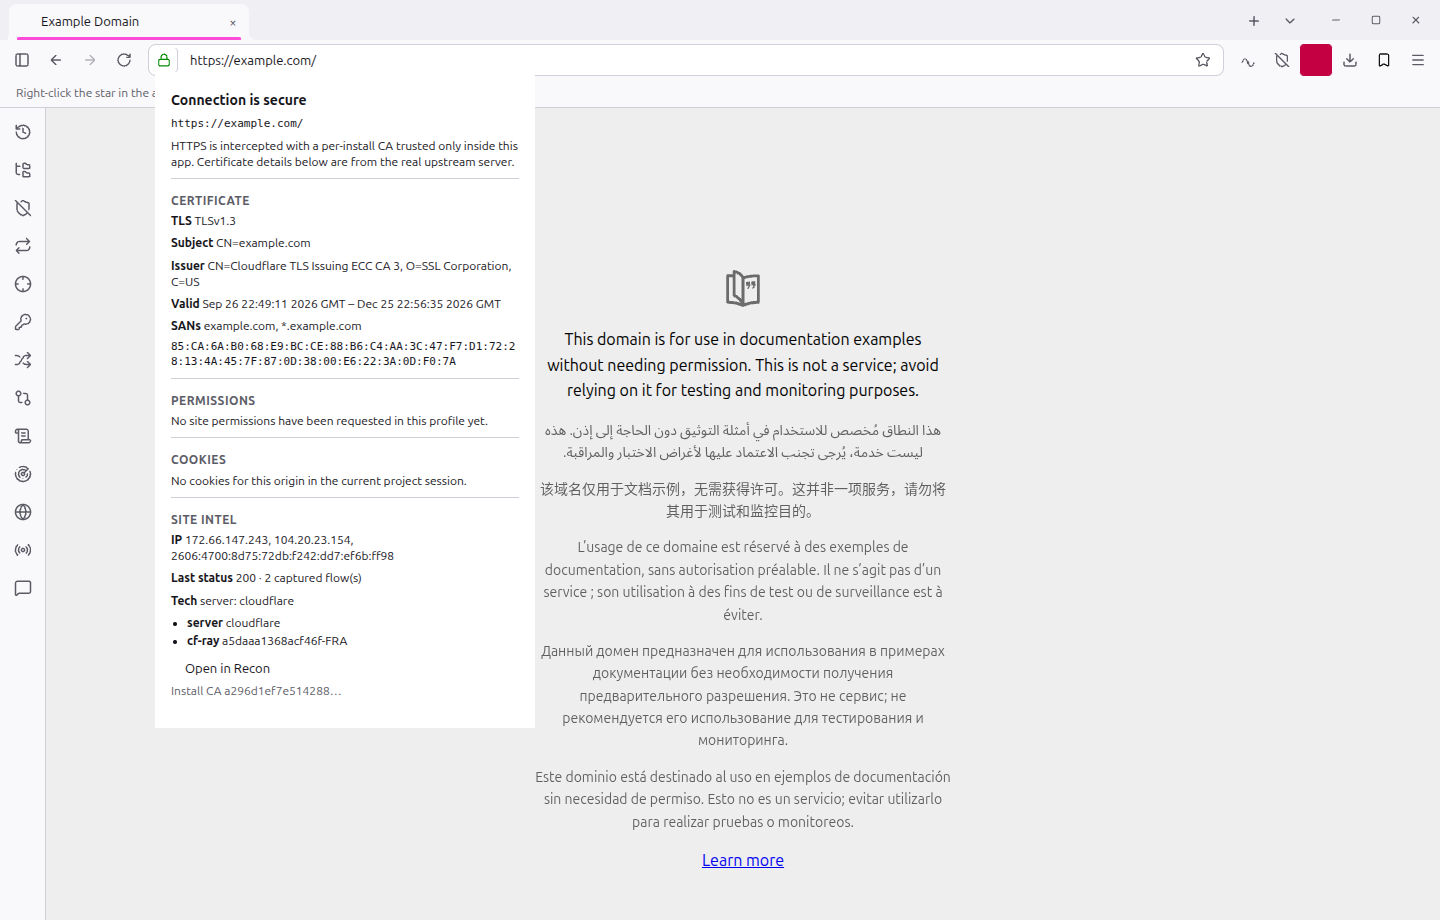 Example Domain
https://example.com/
Right-click the star in the a
Connection is secure
https://example.com/
HTTPS is intercepted with a per-install CA trusted only inside this
app. Certificate details below are from the real upstream server.
CERTIFICATE
TLS TLSv1.3
Subject CN=example.com
Issuer CN=Cloudflare TLS Issuing ECC CA 3, O=SSL Corporation,
C=US
Valid Sep 26 22:49:11 2026 GMT – Dec 25 22:56:35 2026 GMT
SANs example.com, *.example.com
85:CA:6A:B0:68:E9:BC:CE:88:B6:C4:AA:3C:47:F7:D1:72:2
8:13:4A:45:7F:87:0D:38:00:E6:22:3A:0D:F0:7A
PERMISSIONS
No site permissions have been requested in this profile yet.
COOKIES
No cookies for this origin in the current project session.
SITE INTEL
IP 172.66.147.243, 104.20.23.154,
2606:4700:8d75:72db:f242:dd7:ef6b:ff98
Last status 200 · 2 captured flow(s)
Tech server: cloudflare
• server cloudflare
• cf-ray a5daaa1368acf46f-FRA
Open in Recon
Install CA a296d1ef7e514288…
This domain is for use in documentation examples
without needing permission. This is not a service; avoid
relying on it for testing and monitoring purposes.
هذا النطاق مُخصص للاستخدام في أمثلة التوثيق دون الحاجة إلى إذن. هذه
ليست خدمة، يُرجى تجنب الاعتماد عليها لأغراض الاختبار والمراقبة.
该域名仅用于文档示例，无需获得许可。这并非一项服务，请勿将
其用于测试和监控目的。
L’usage de ce domaine est réservé à des exemples de
documentation, sans autorisation préalable. Il ne s’agit pas d’un
service ; son utilisation à des fins de test ou de surveillance est à
éviter.
Данный домен предназначен для использования в примерах
документации без необходимости получения
предварительного разрешения. Это не сервис; не
рекомендуется его использование для тестирования и
мониторинга.
Este dominio está destinado al uso en ejemplos de documentación
sin necesidad de permiso. Esto no es un servicio; evitar utilizarlo
para realizar pruebas o monitoreos.
Learn more